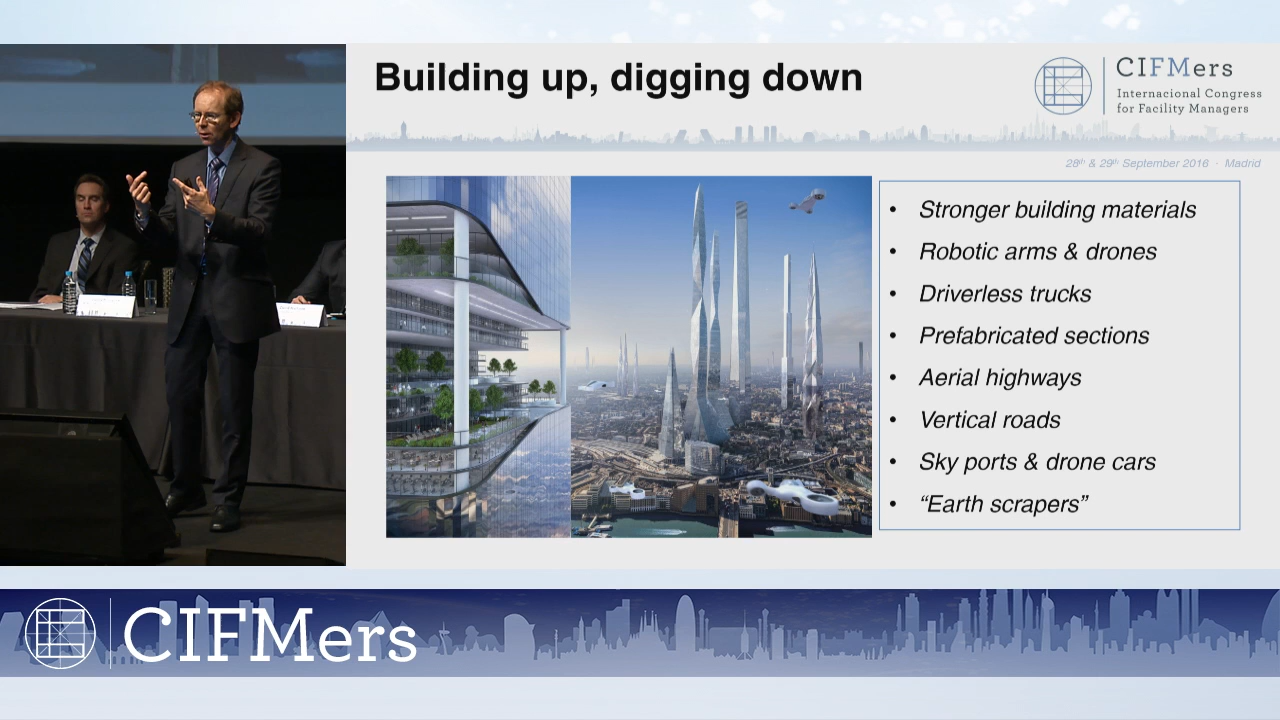 Building up, digging down
CIFMers
Internacional Congress
for Facility Managers
28th & 29th September 2016 · Madrid
• Stronger building materials
• Robotic arms & drones
• Driverless trucks
• Prefabricated sections
• Aerial highways
• Vertical roads
• Sky ports & drone cars
• “Earth scrapers”
CIFMers